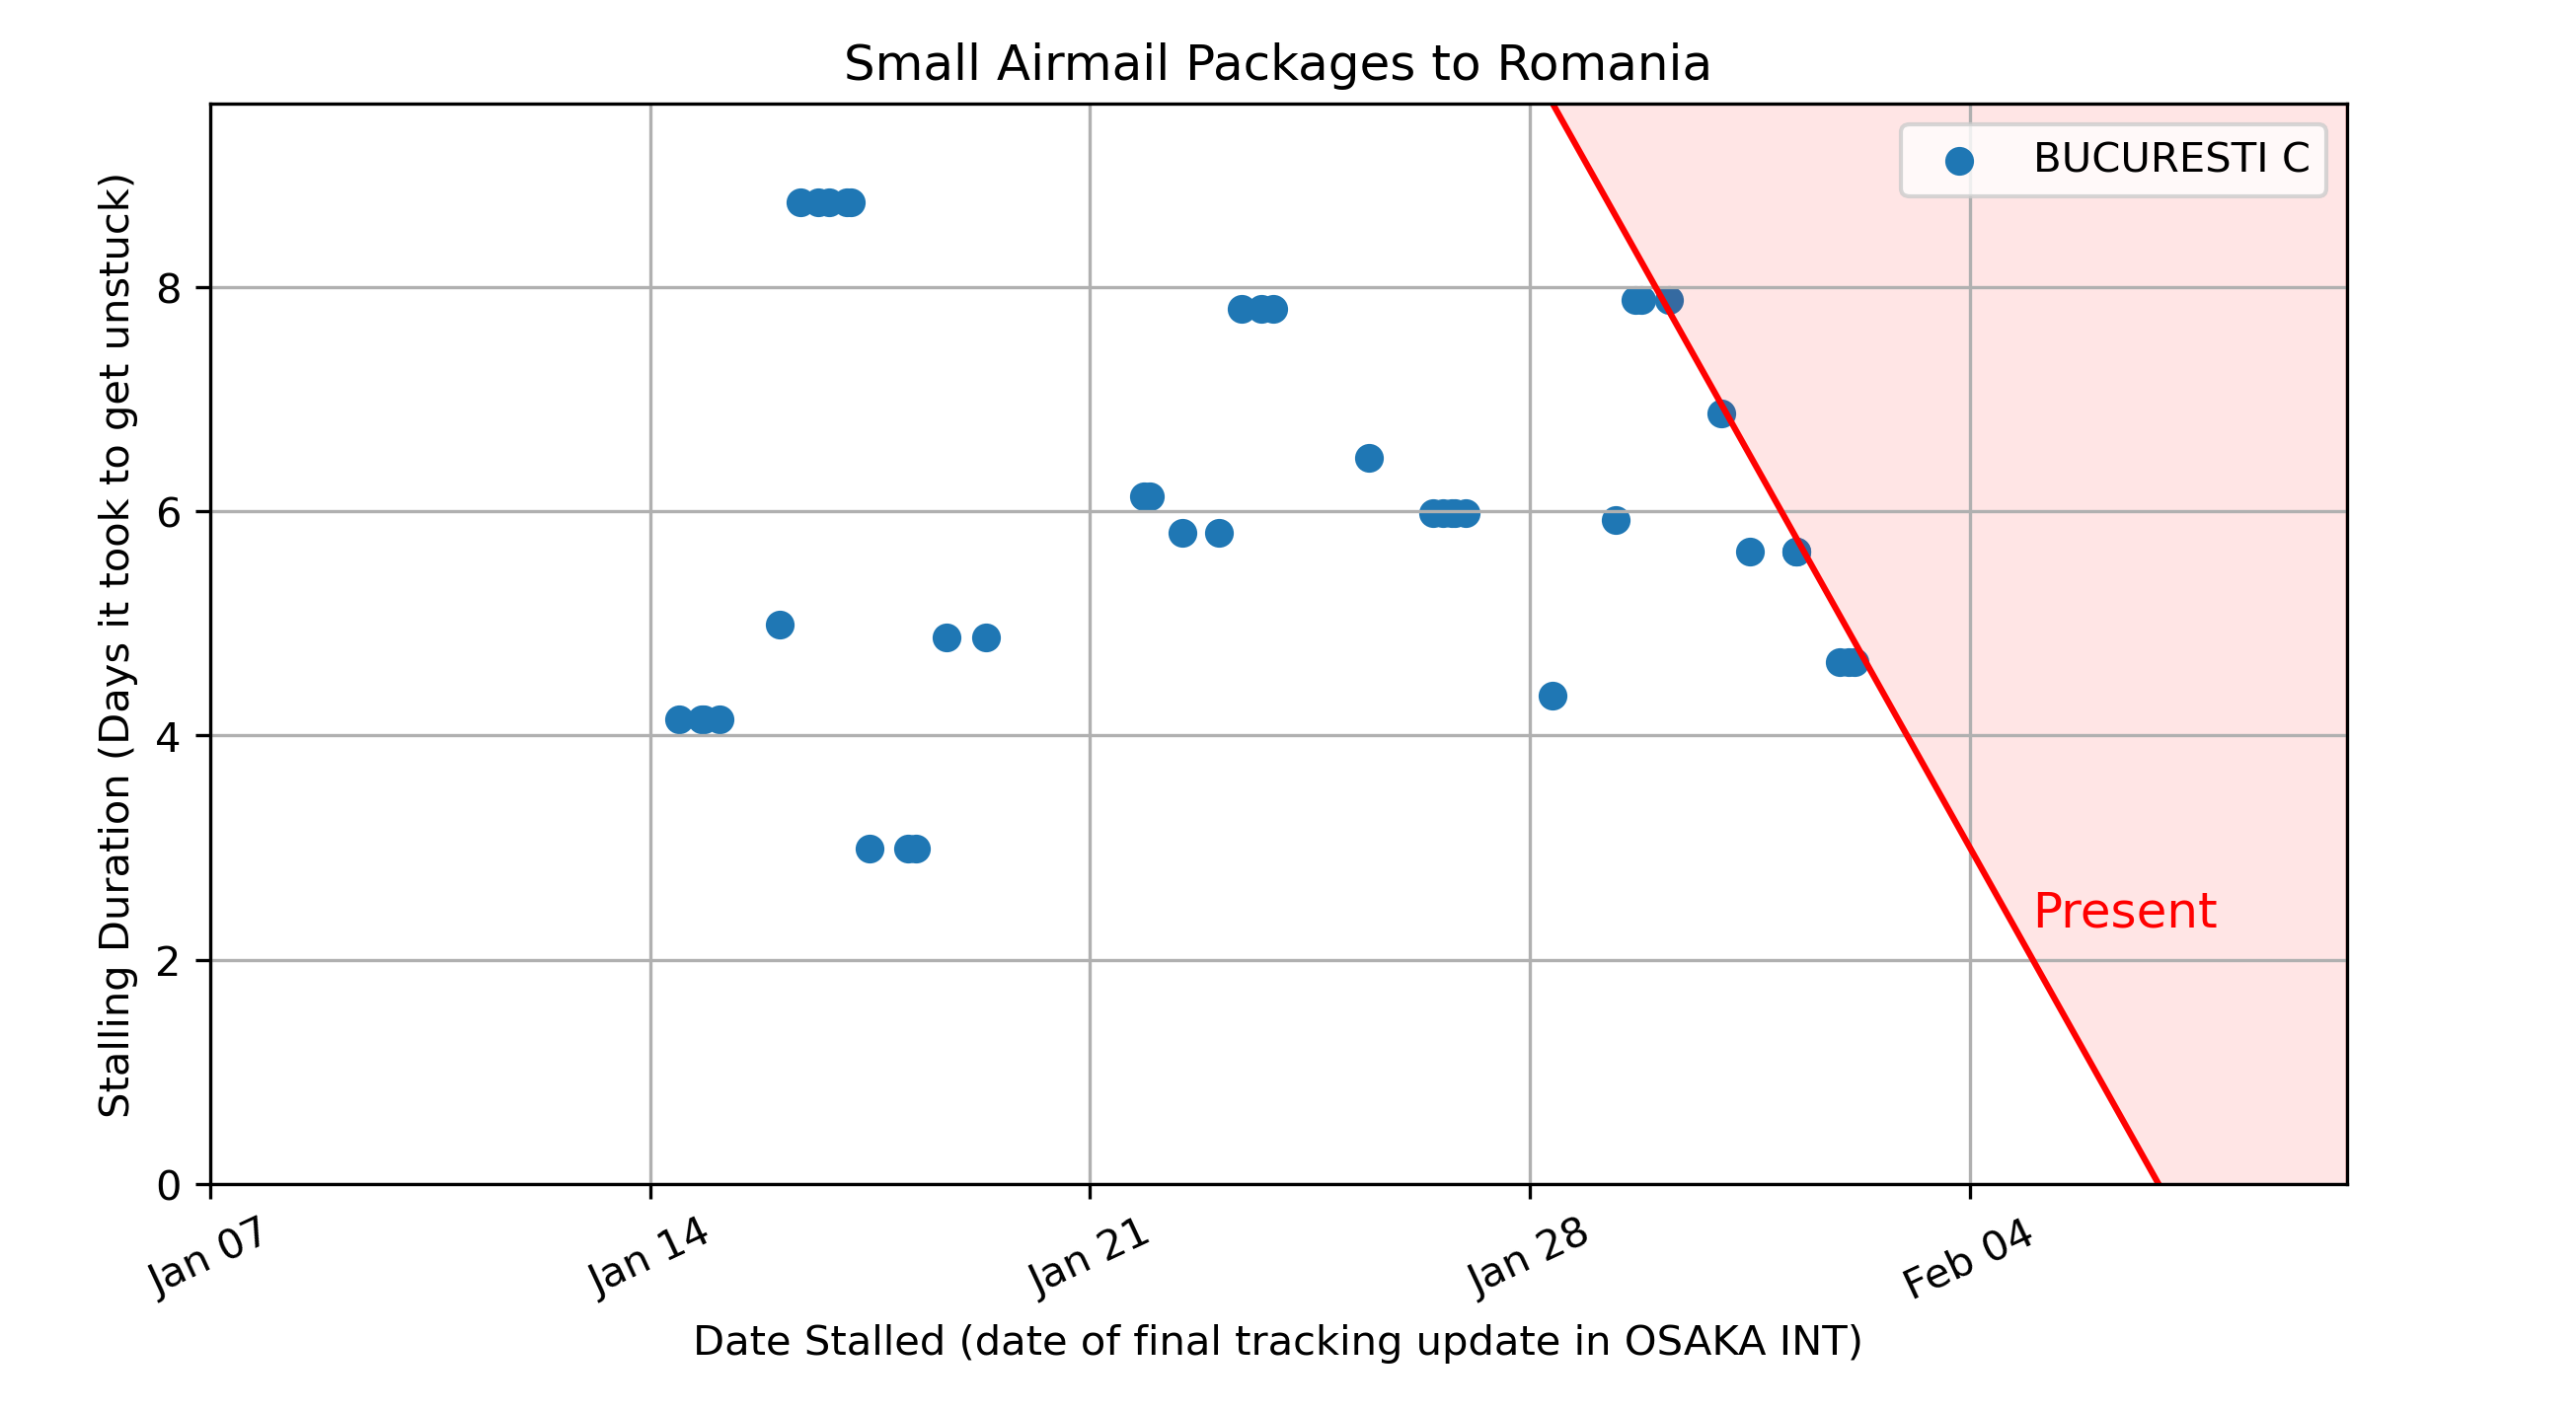 Small Airmail Packages to Romania
BUCURESTI C
Stalling Duration (Days it took to get unstuck)
8
6
4
2
0
Present
Jan 07
Jan 14
Jan 21
Jan 28
Feb 04
Date Stalled (date of final tracking update in OSAKA INT)